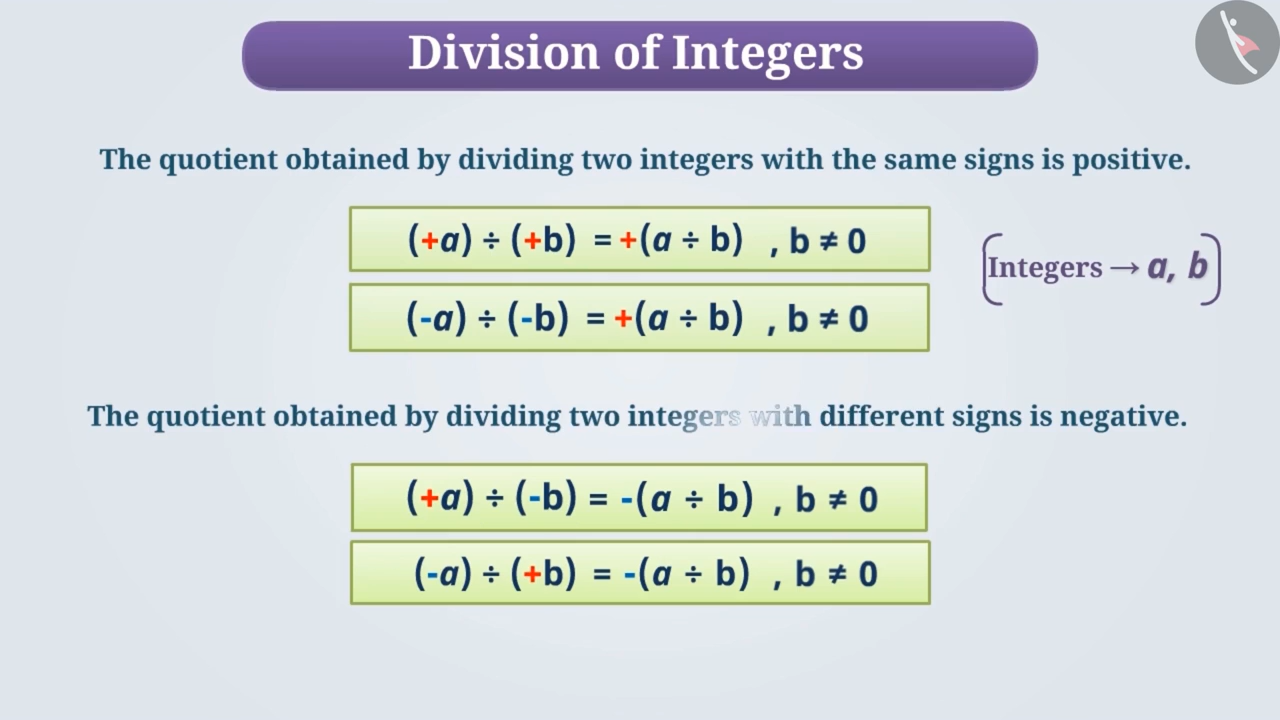 Division of Integers
The quotient obtained by dividing two integers with the same signs is positive.
(+a) ÷ (+b) = +(a ÷ b) , b ≠ 0
(-a) ÷ (-b) = +(a ÷ b) , b ≠ 0
(Integers → a, b)
The quotient obtained by dividing two integers with different signs is negative.
(+a) ÷ (-b) = -(a ÷ b) , b ≠ 0
(-a) ÷ (+b) = -(a ÷ b) , b ≠ 0